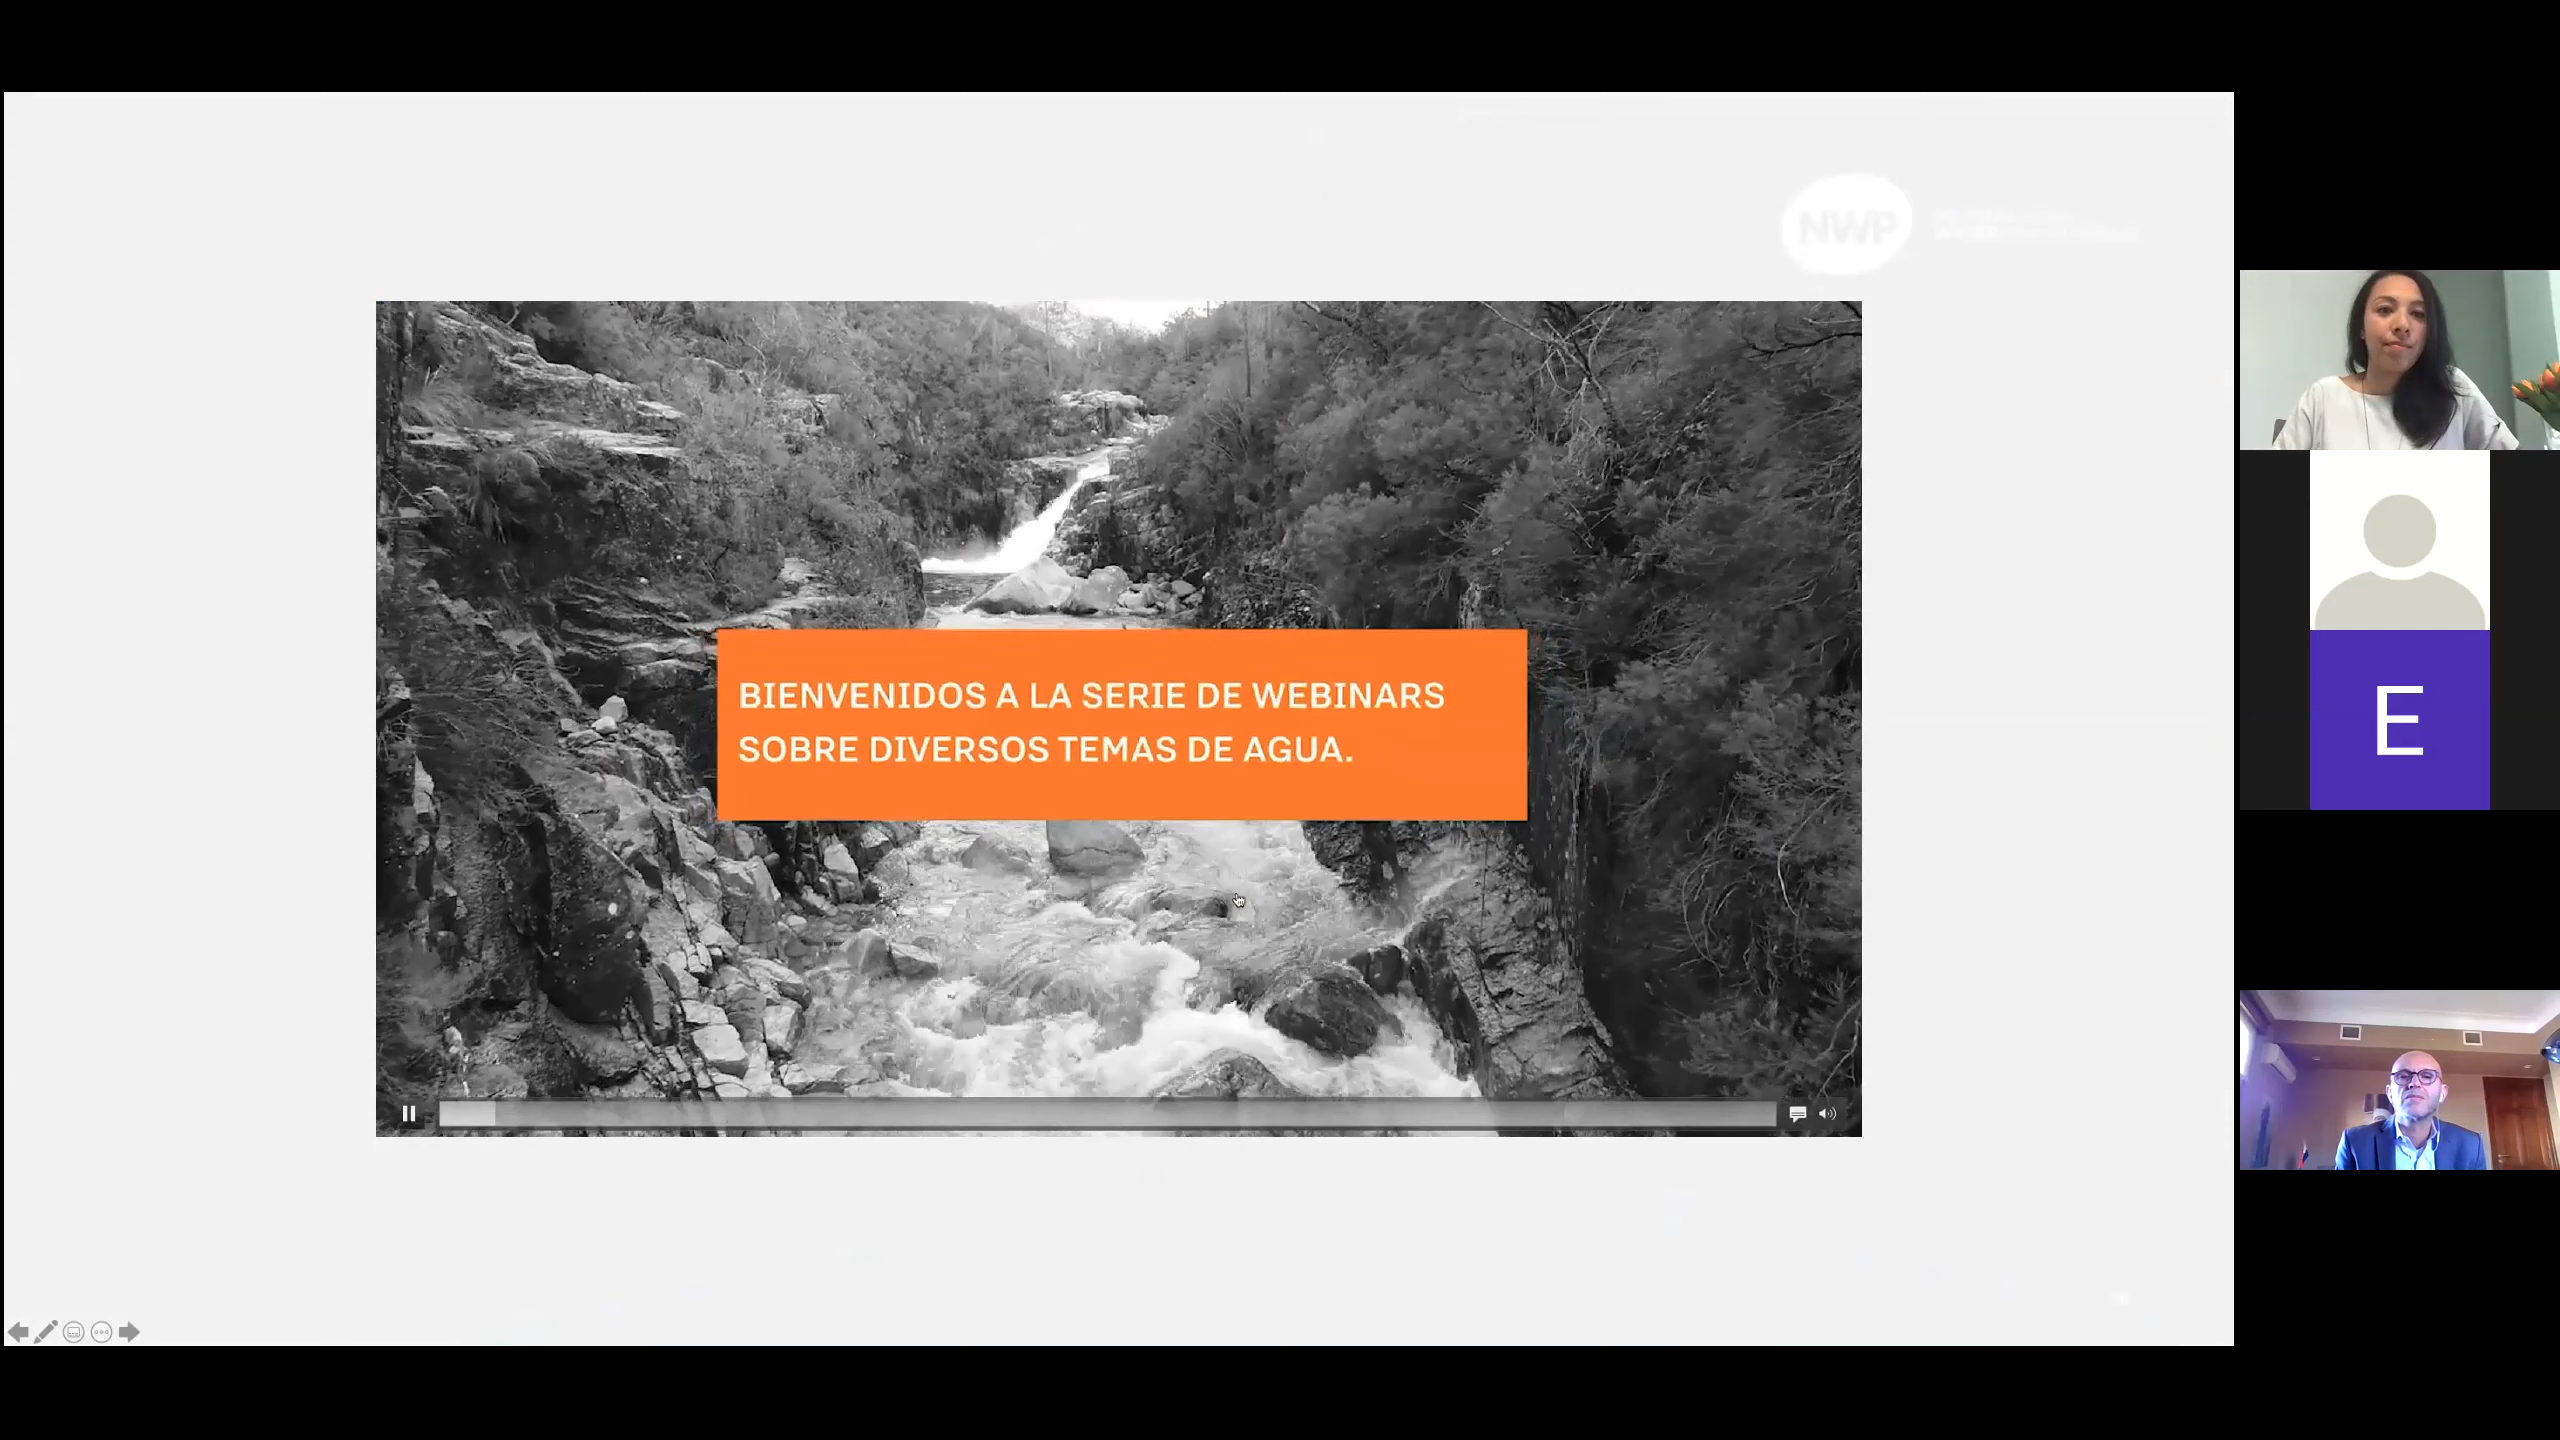 NWP
BIENVENIDOS A LA SERIE DE WEBINARS
SOBRE DIVERSOS TEMAS DE AGUA.
E